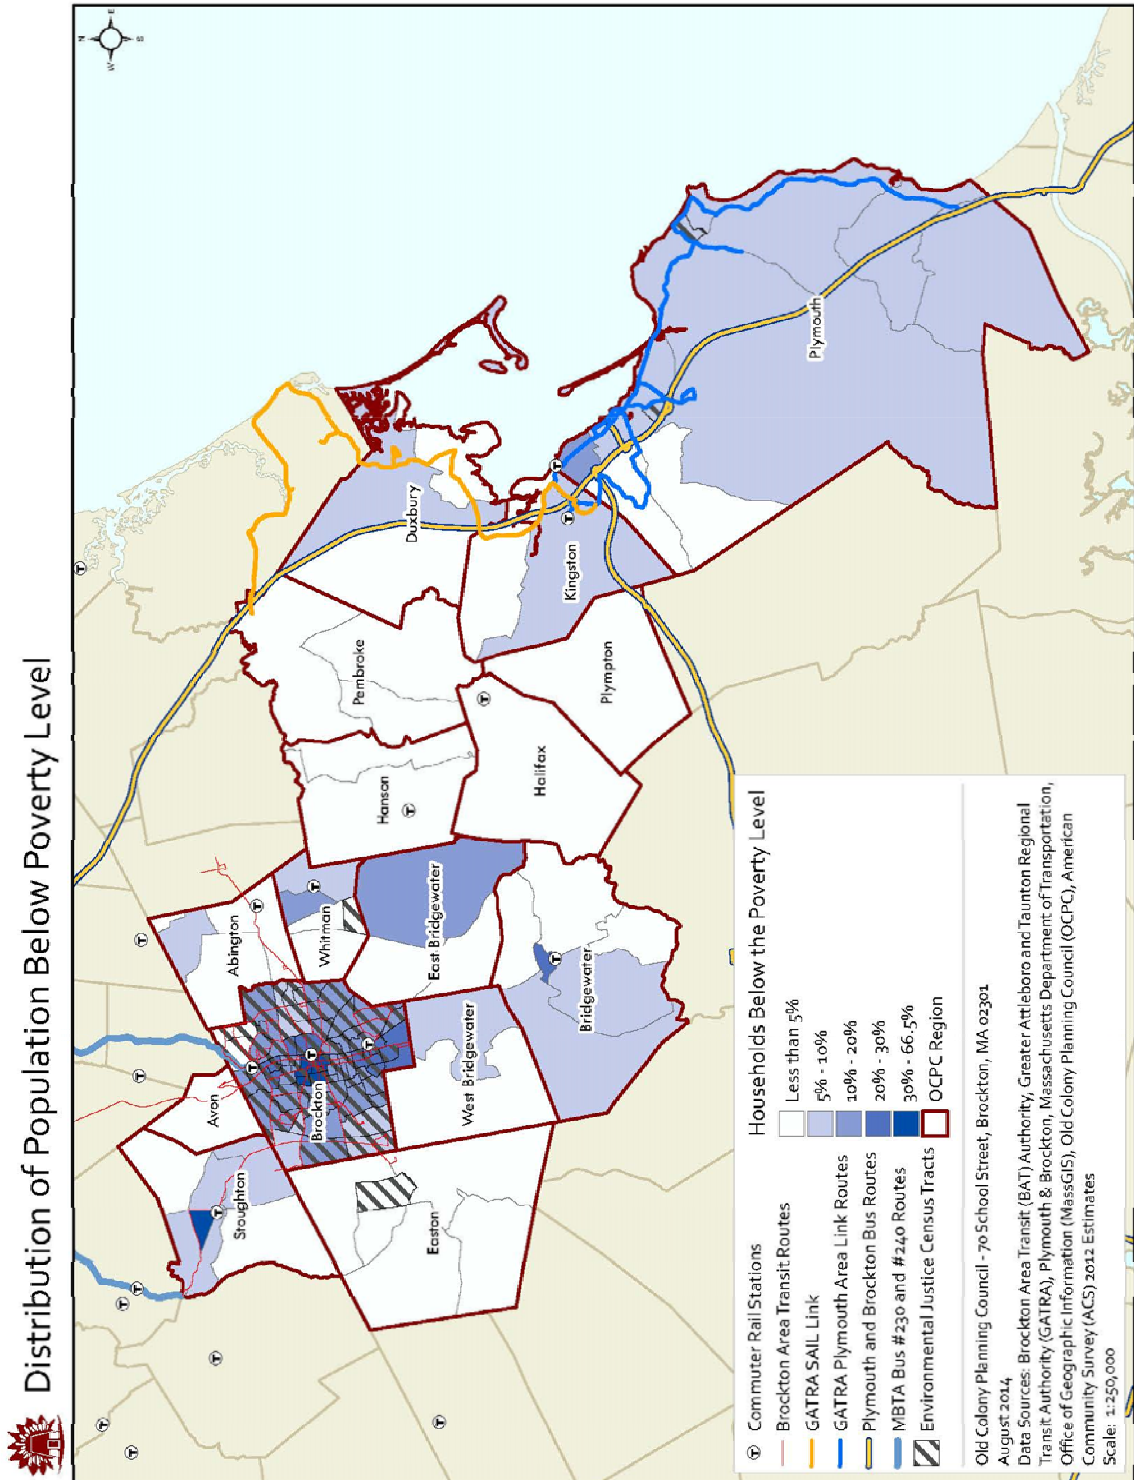 Distribution of Population Below Poverty Level
N
E
S
W
Stoughton
Avon
Brockton
Abington
Whitman
Easton
West Bridgewater
East Bridgewater
Bridgewater
Hanson
Halifax
Pembroke
Plympton
Duxbury
Kingston
Plymouth
T Commuter Rail Stations
Brockton Area Transit Routes
GATRA SAIL Link
GATRA Plymouth Area Link Routes
Plymouth and Brockton Bus Routes
MBTA Bus #230 and #240 Routes
Environmental Justice Census Tracts
Households Below the Poverty Level
Less than 5%
5% - 10%
10% - 20%
20% - 30%
30% - 66.5%
OCPC Region
Old Colony Planning Council - 70 School Street, Brockton, MA 02301
August 2014
Data Sources: Brockton Area Transit (BAT) Authority, Greater Attleboro and Taunton Regional
Transit Authority (GATRA), Plymouth & Brockton, Massachusetts Department of Transportation,
Office of Geographic Information (MassGIS), Old Colony Planning Council (OCPC), American
Community Survey (ACS) 2012 Estimates
Scale: 1:250,000